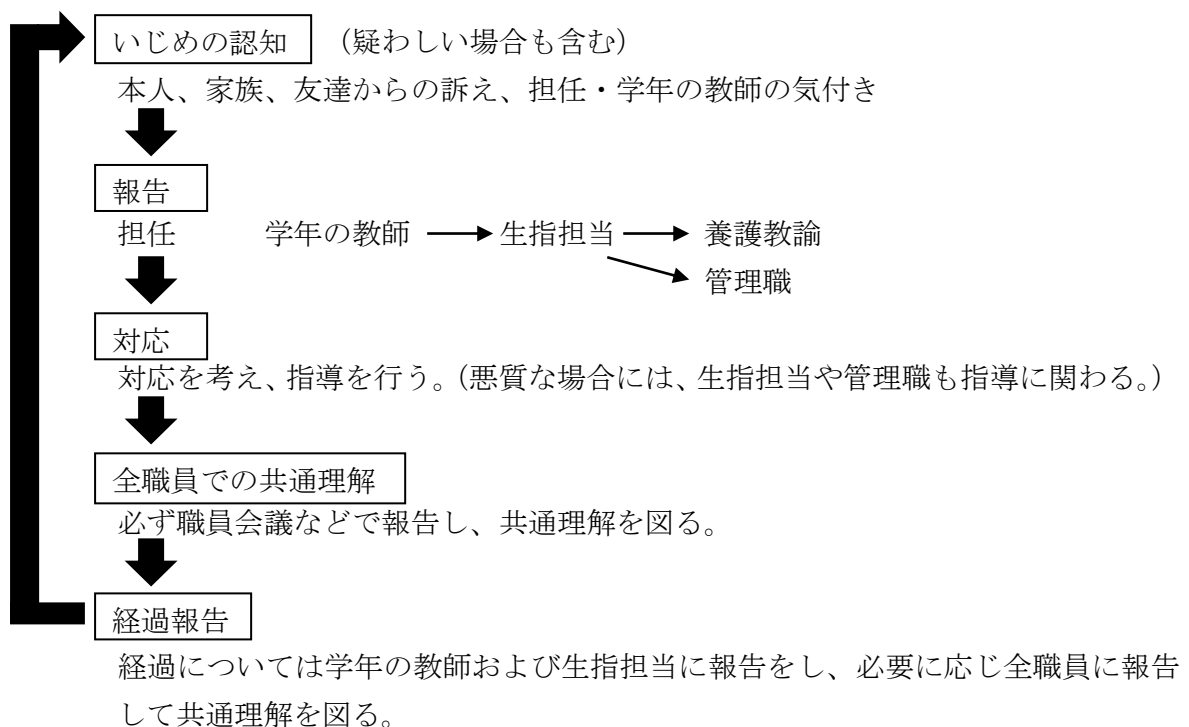 いじめの認知 （疑わしい場合も含む）
本人、家族、友達からの訴え、担任・学年の教師の気付き
報告
担任 学年の教師 生指担当 養護教諭
管理職
対応
対応を考え、指導を行う。（悪質な場合には、生指担当や管理職も指導に関わる。）
全職員での共通理解
必ず職員会議などで報告し、共通理解を図る。
経過報告
経過については学年の教師および生指担当に報告をし、必要に応じ全職員に報告
して共通理解を図る。